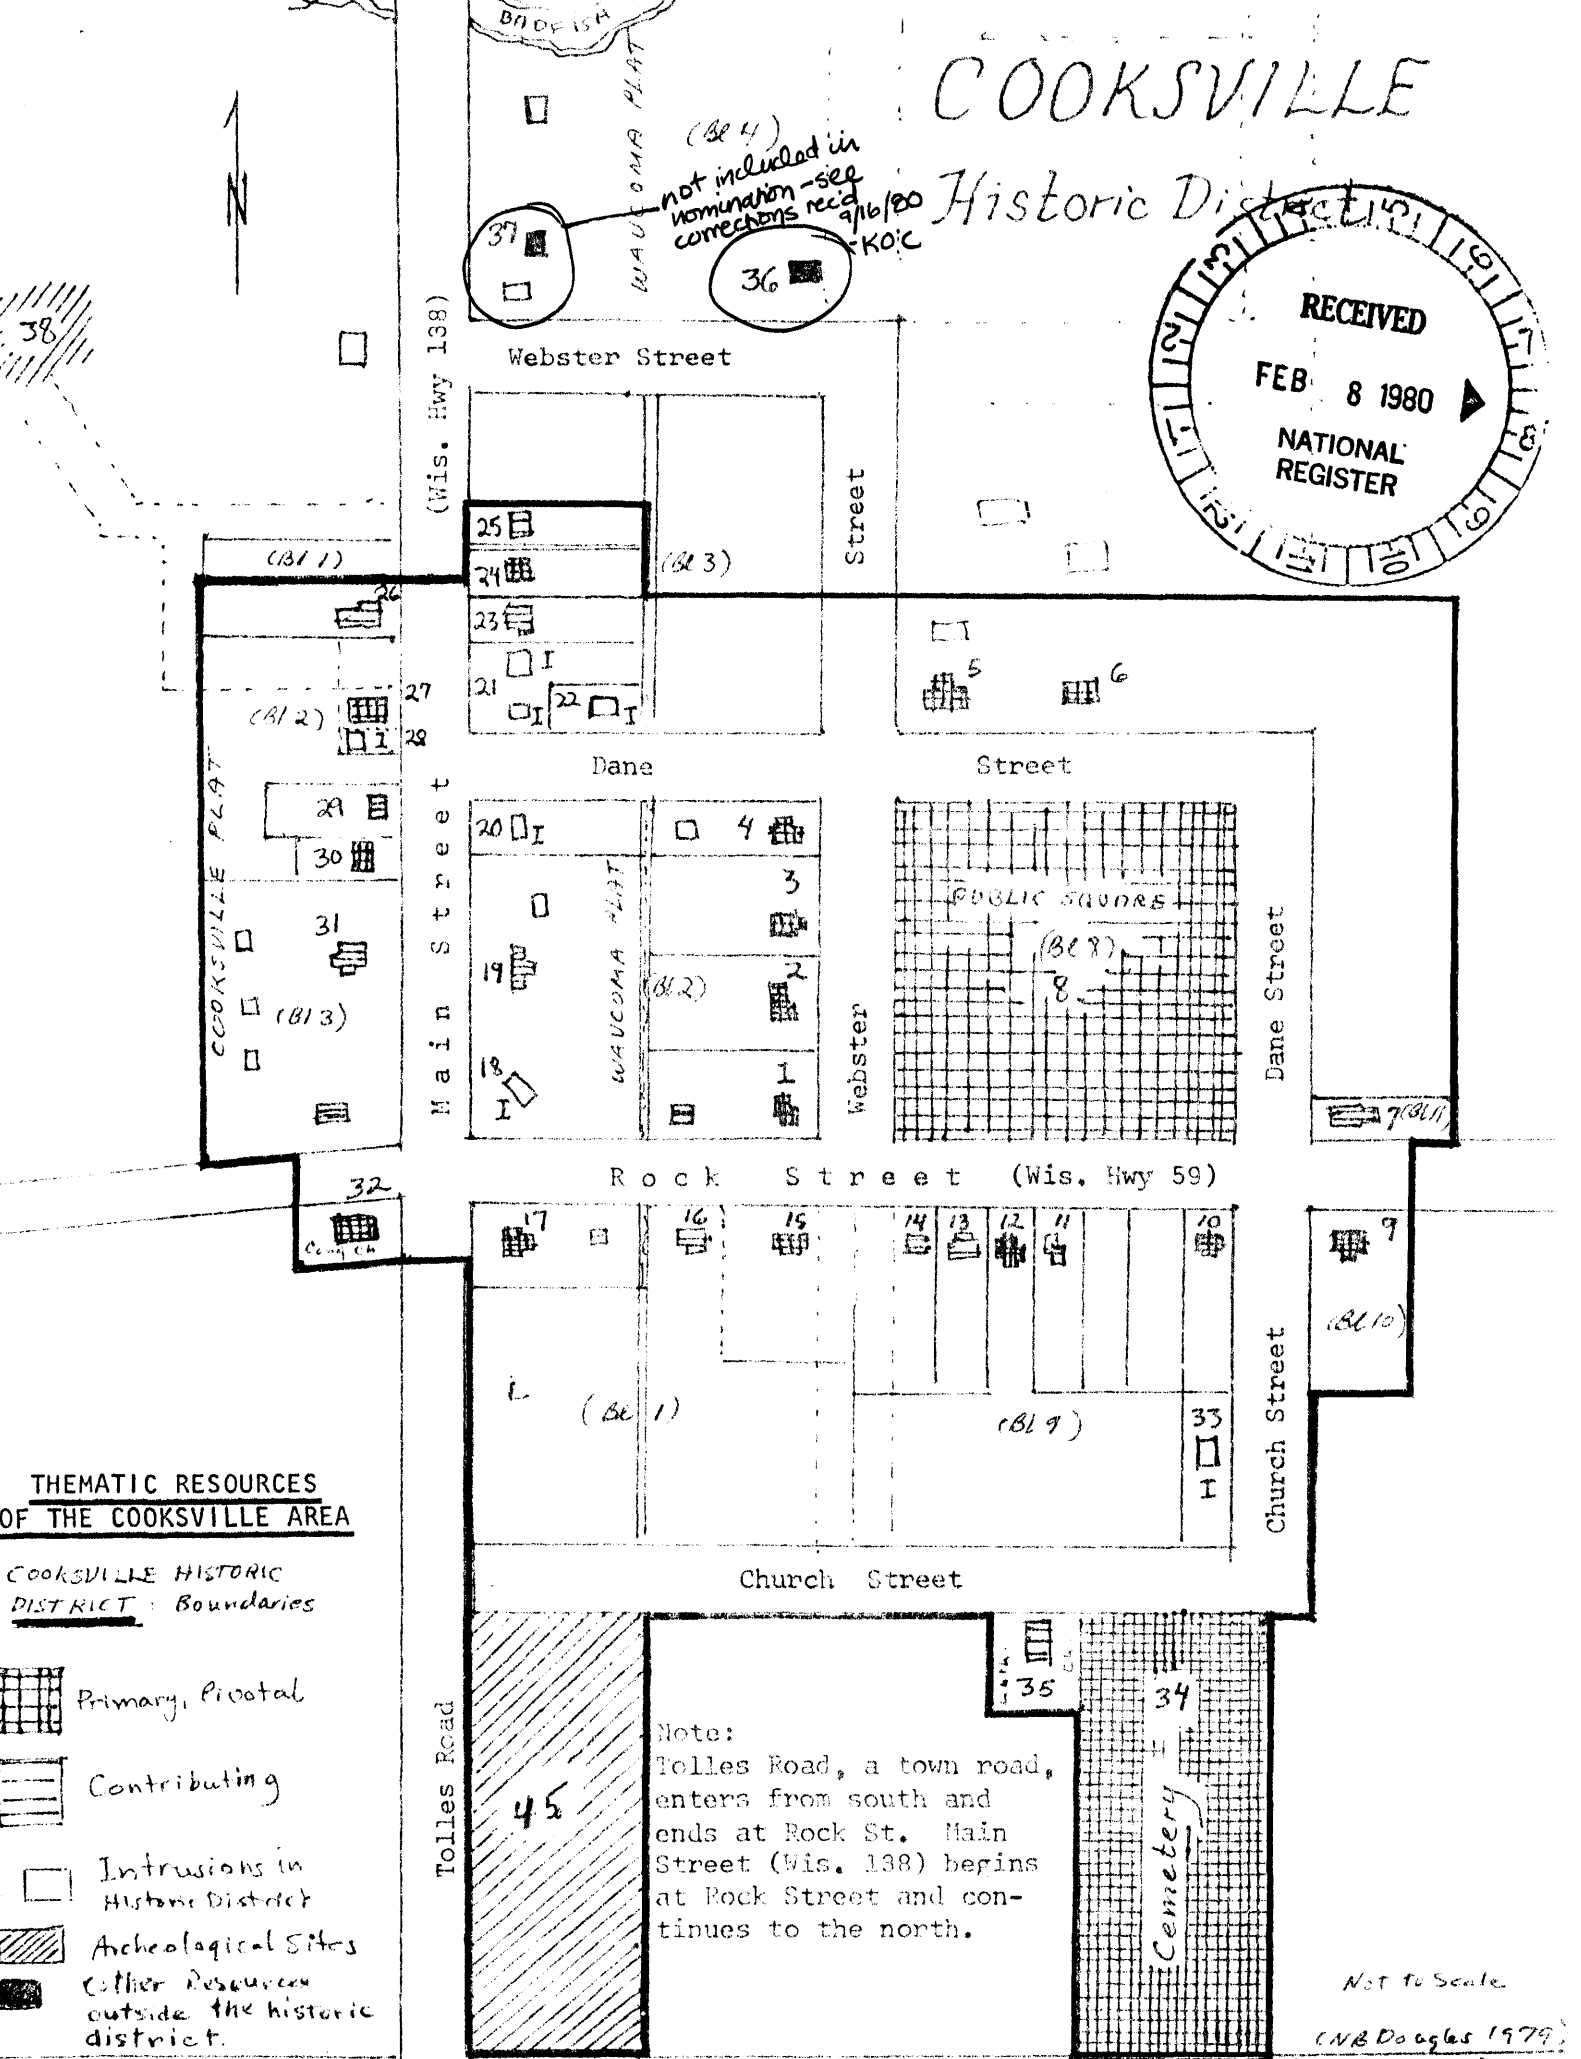 BADFISH
COOKSVILLE
Historic District
WAUCOMA PLAT
(Bl 4)
not included in
nomination - see
corrections rec'd
9/16/80
-KOC
37
36
N
38
RECEIVED
FEB 8 1980
NATIONAL
REGISTER
Webster Street
(Wis. Hwy 138)
Street
25
(Bl 1)
24
(Bl 3)
26
23
I
5
6
27
21
22
I
I
(Bl 2)
I
28
Dane
Street
COOKSVILLE PLAT
29
Main Street
20
I
4
30
3
WAUCOMA PLAT
PUBLIC SQUARE
31
(Bl 8)
19
(Bl 2)
2
8
Dane Street
(Bl 3)
Webster
18
I
1
7
(Bl 11)
Rock Street (Wis. Hwy 59)
32
Cong Ch
17
16
15
14
13
12
11
10
9
(Bl 10)
(Bl 1)
(Bl 9)
33
I
Church Street
THEMATIC RESOURCES
OF THE COOKSVILLE AREA
COOKSVILLE HISTORIC
DISTRICT: Boundaries
Church Street
Primary, Pivotal
Contributing
Intrusions in
Historic District
Archeological Sites
Other Resources
outside the historic
district.
Tolles Road
45
35
34
Cemetery
Note:
Tolles Road, a town road,
enters from south and
ends at Rock St. Main
Street (Wis. 138) begins
at Rock Street and con-
tinues to the north.
Not to Scale
(NB Douglas 1979)